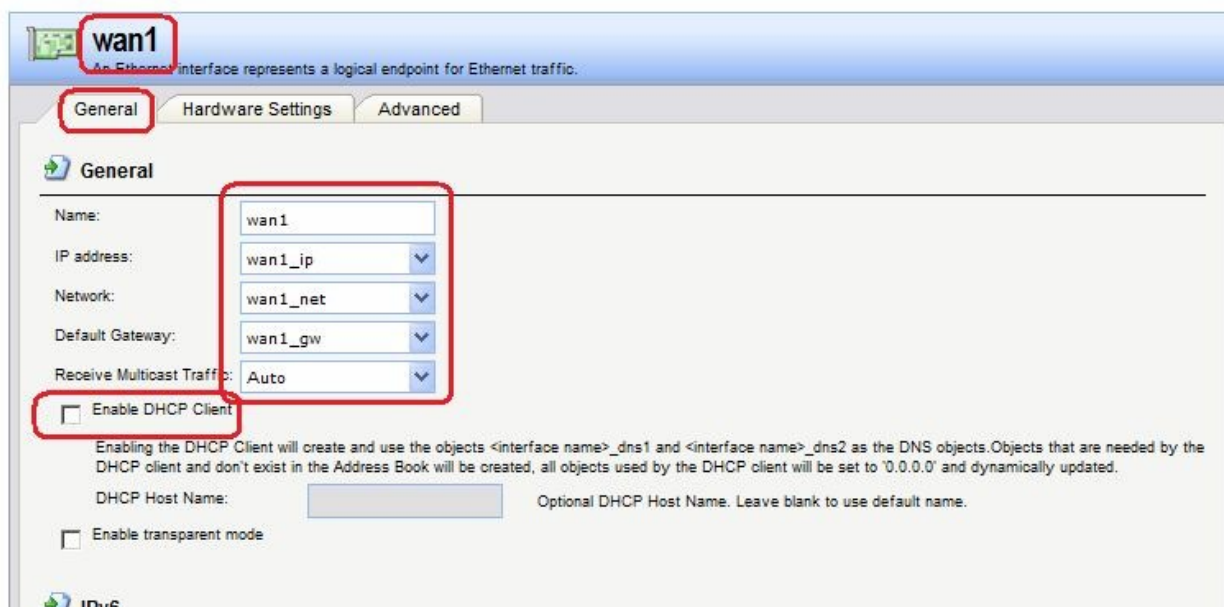 wan1
An Ethernet interface represents a logical endpoint for Ethernet traffic.
General Hardware Settings Advanced
General
Name: wan1
IP address: wan1_ip
Network: wan1_net
Default Gateway: wan1_gw
Receive Multicast Traffic: Auto
Enable DHCP Client
Enabling the DHCP Client will create and use the objects <interface name>_dns1 and <interface name>_dns2 as the DNS objects.Objects that are needed by the
DHCP client and don't exist in the Address Book will be created, all objects used by the DHCP client will be set to '0.0.0.0' and dynamically updated.
DHCP Host Name: Optional DHCP Host Name. Leave blank to use default name.
Enable transparent mode
IPv6